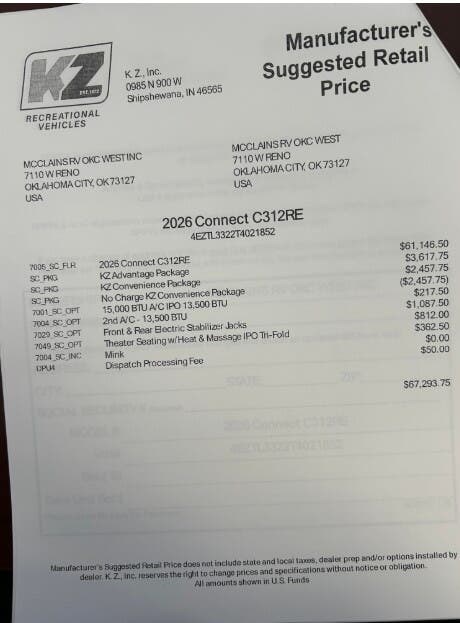 Manufacturer's
Suggested Retail
Price
KZ
EST. 1972
RECREATIONAL
VEHICLES
K. Z., Inc.
0985 N 900 W
Shipshewana, IN 46565
MCCLAINS RV OKC WEST INC
7110 W RENO
OKLAHOMA CITY, OK 73127
USA
MCCLAINS RV OKC WEST
7110 W RENO
OKLAHOMA CITY, OK 73127
USA
2026 Connect C312RE
4EZTL3322T4021852
7005_SC_FLR 2026 Connect C312RE $61,146.50
SC_PKG KZ Advantage Package $3,617.75
SC_PKG KZ Convenience Package $2,457.75
SC_PKG No Charge KZ Convenience Package ($2,457.75)
7001_SC_OPT 15,000 BTU A/C IPO 13,500 BTU $217.50
7004_SC_OPT 2nd A/C - 13,500 BTU $1,087.50
7029_SC_OPT Front & Rear Electric Stabilizer Jacks $812.00
7049_SC_OPT Theater Seating w/Heat & Massage IPO Tri-Fold $362.50
7004_SC_INC Mink $0.00
DPU4 Dispatch Processing Fee $50.00
$67,293.75
Manufacturer's Suggested Retail Price does not include state and local taxes, dealer prep and/or options installed by
dealer. K. Z., Inc. reserves the right to change prices and specifications without notice or obligation.
All amounts shown in U.S. Funds